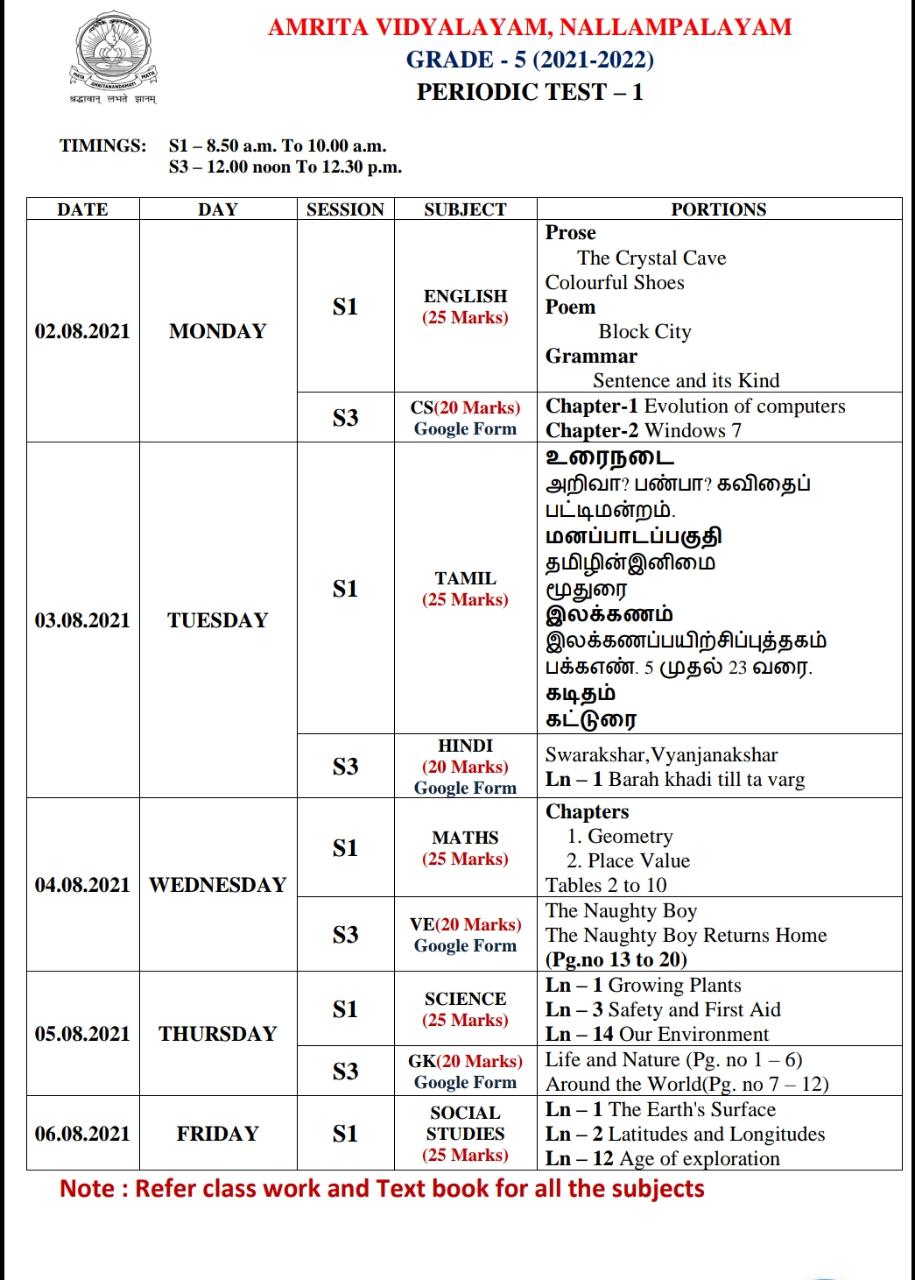 AMRITA VIDYALAYAM, NALLAMPALAYAM
GRADE - 5 (2021-2022)
PERIODIC TEST – 1
MATA AMRITANANDAMAYI MATH
श्रद्धावान् लभते ज्ञानम्
TIMINGS: S1 – 8.50 a.m. To 10.00 a.m.
S3 – 12.00 noon To 12.30 p.m.
DATE DAY SESSION SUBJECT PORTIONS
02.08.2021 MONDAY
S1
ENGLISH
(25 Marks)
Prose
The Crystal Cave
Colourful Shoes
Poem
Block City
Grammar
Sentence and its Kind
S3
CS(20 Marks)
Google Form
Chapter-1 Evolution of computers
Chapter-2 Windows 7
03.08.2021 TUESDAY
S1
TAMIL
(25 Marks)
உரைநடை
அறிவா? பண்பா? கவிதைப்
பட்டிமன்றம்.
மனப்பாடப்பகுதி
தமிழின்இனிமை
மூதுரை
இலக்கணம்
இலக்கணப்பயிற்சிப்புத்தகம்
பக்கஎண். 5 முதல் 23 வரை.
கடிதம்
கட்டுரை
S3
HINDI
(20 Marks)
Google Form
Swarakshar,Vyanjanakshar
Ln – 1 Barah khadi till ta varg
04.08.2021 WEDNESDAY
S1
MATHS
(25 Marks)
Chapters
1. Geometry
2. Place Value
Tables 2 to 10
S3
VE(20 Marks)
Google Form
The Naughty Boy
The Naughty Boy Returns Home
(Pg.no 13 to 20)
05.08.2021 THURSDAY
S1
SCIENCE
(25 Marks)
Ln – 1 Growing Plants
Ln – 3 Safety and First Aid
Ln – 14 Our Environment
S3
GK(20 Marks)
Google Form
Life and Nature (Pg. no 1 – 6)
Around the World(Pg. no 7 – 12)
06.08.2021 FRIDAY
S1
SOCIAL
STUDIES
(25 Marks)
Ln – 1 The Earth's Surface
Ln – 2 Latitudes and Longitudes
Ln – 12 Age of exploration
Note : Refer class work and Text book for all the subjects